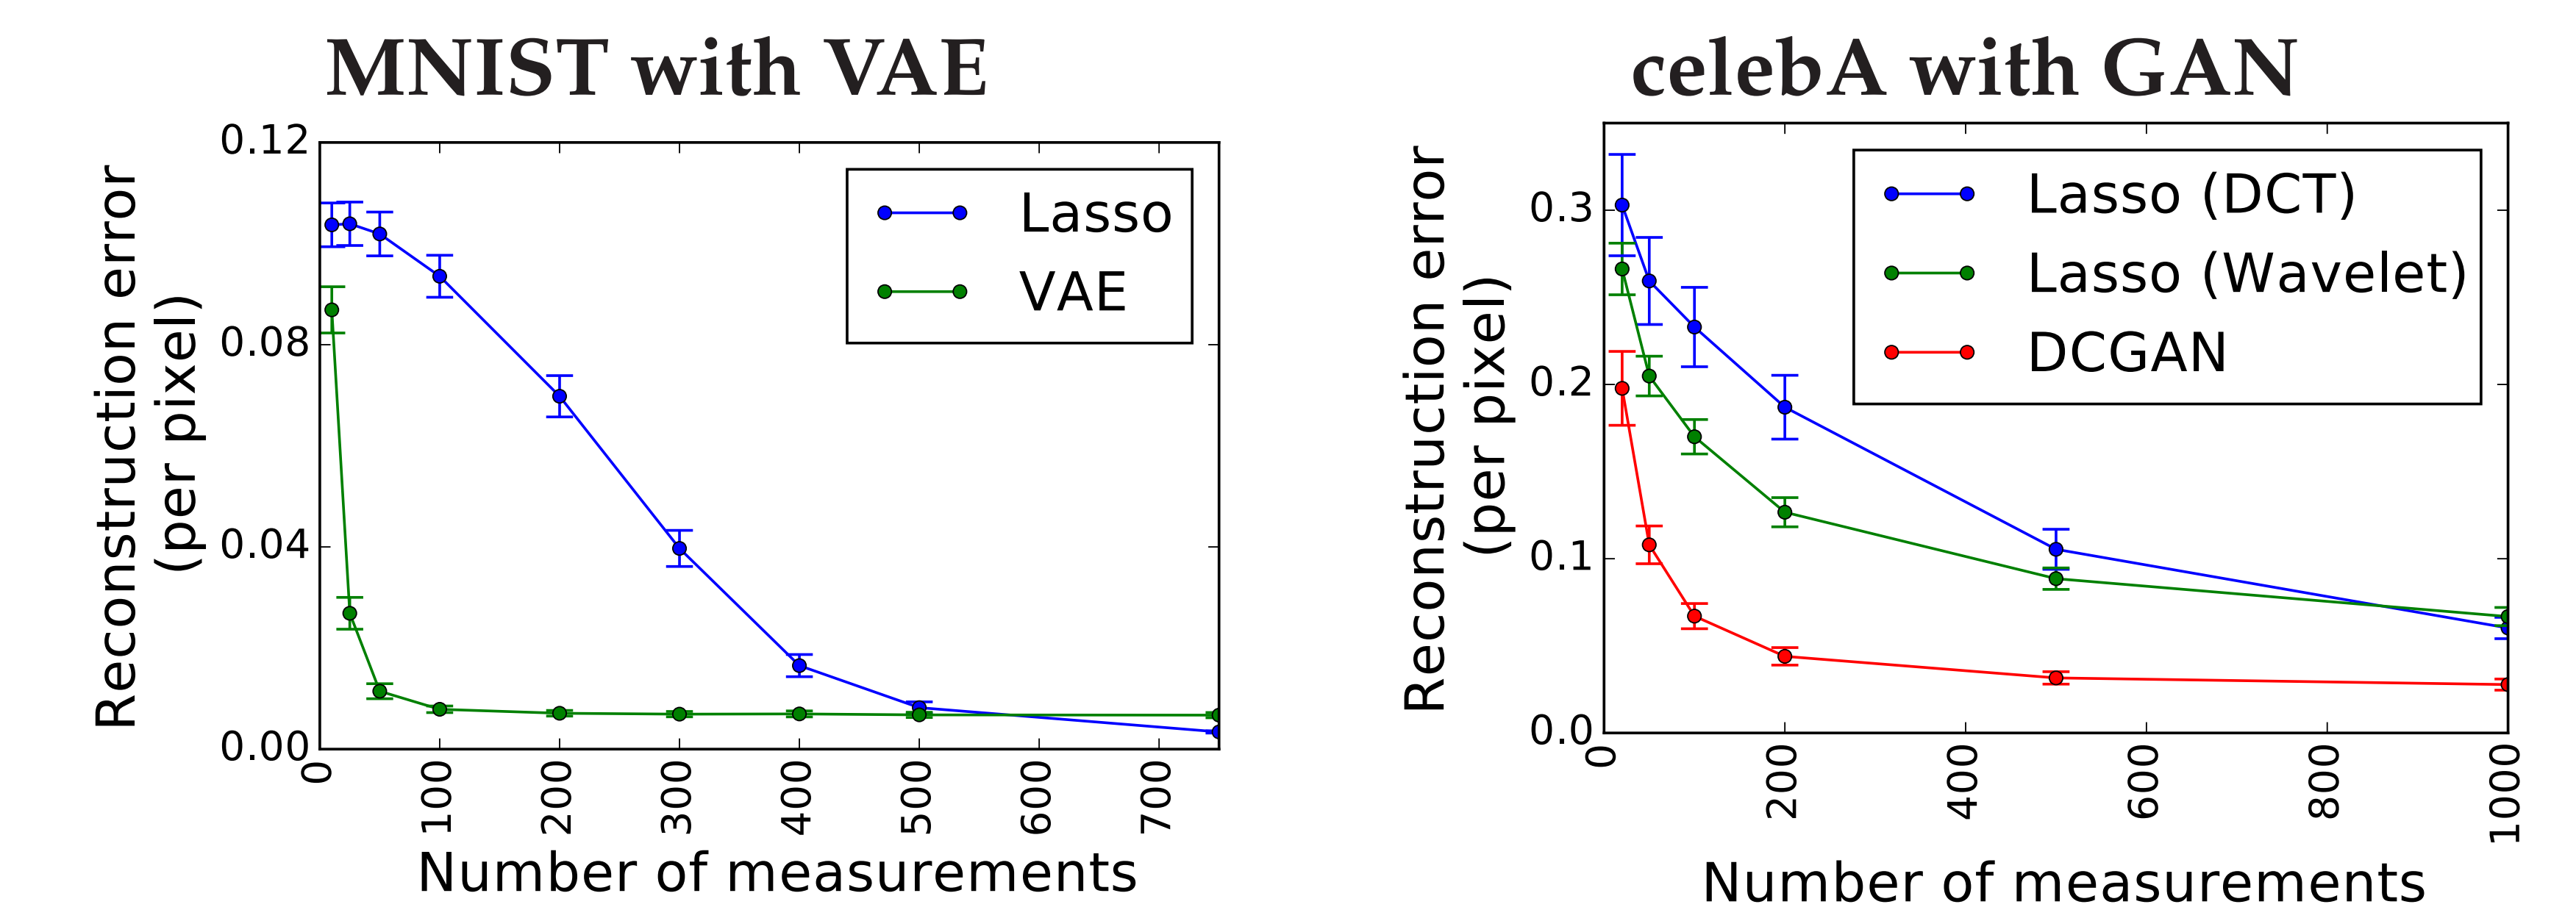 MNIST with VAE
Reconstruction error
(per pixel)
0.12
0.08
0.04
0.00
Lasso
VAE
0
100
200
300
400
500
600
700
Number of measurements
celebA with GAN
Reconstruction error
(per pixel)
0.3
0.2
0.1
0.0
Lasso (DCT)
Lasso (Wavelet)
DCGAN
0
200
400
600
800
1000
Number of measurements